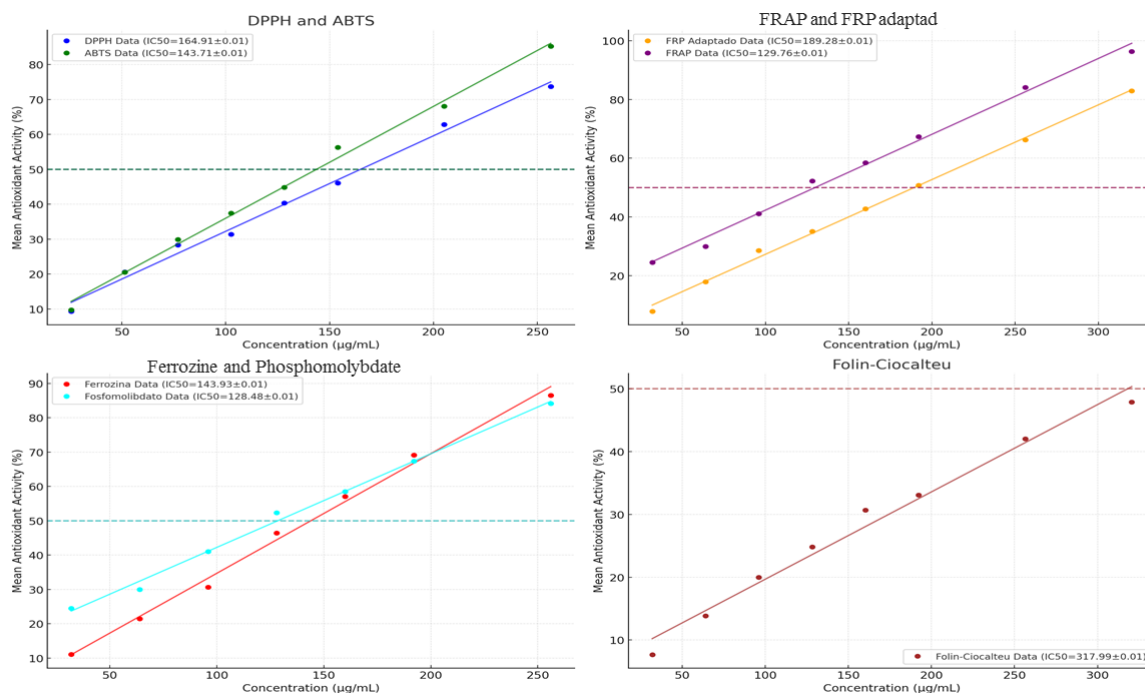 DPPH and ABTS
DPPH Data (IC50=164.91±0.01)
ABTS Data (IC50=143.71±0.01)
Mean Antioxidant Activity (%)
80
70
60
50
40
30
20
10
50
100
150
200
250
Concentration (µg/mL)
FRAP and FRP adaptad
FRP Adaptado Data (IC50=189.28±0.01)
FRAP Data (IC50=129.76±0.01)
Mean Antioxidant Activity (%)
100
80
60
40
20
50
100
150
200
250
300
Concentration (µg/mL)
Ferrozine and Phosphomolybdate
Ferrozina Data (IC50=143.93±0.01)
Fosfomolibdato Data (IC50=128.48±0.01)
Mean Antioxidant Activity (%)
90
80
70
60
50
40
30
20
10
50
100
150
200
250
Concentration (µg/mL)
Folin-Ciocalteu
Mean Antioxidant Activity (%)
50
40
30
20
10
Folin-Ciocalteu Data (IC50=317.99±0.01)
50
100
150
200
250
300
Concentration (µg/mL)